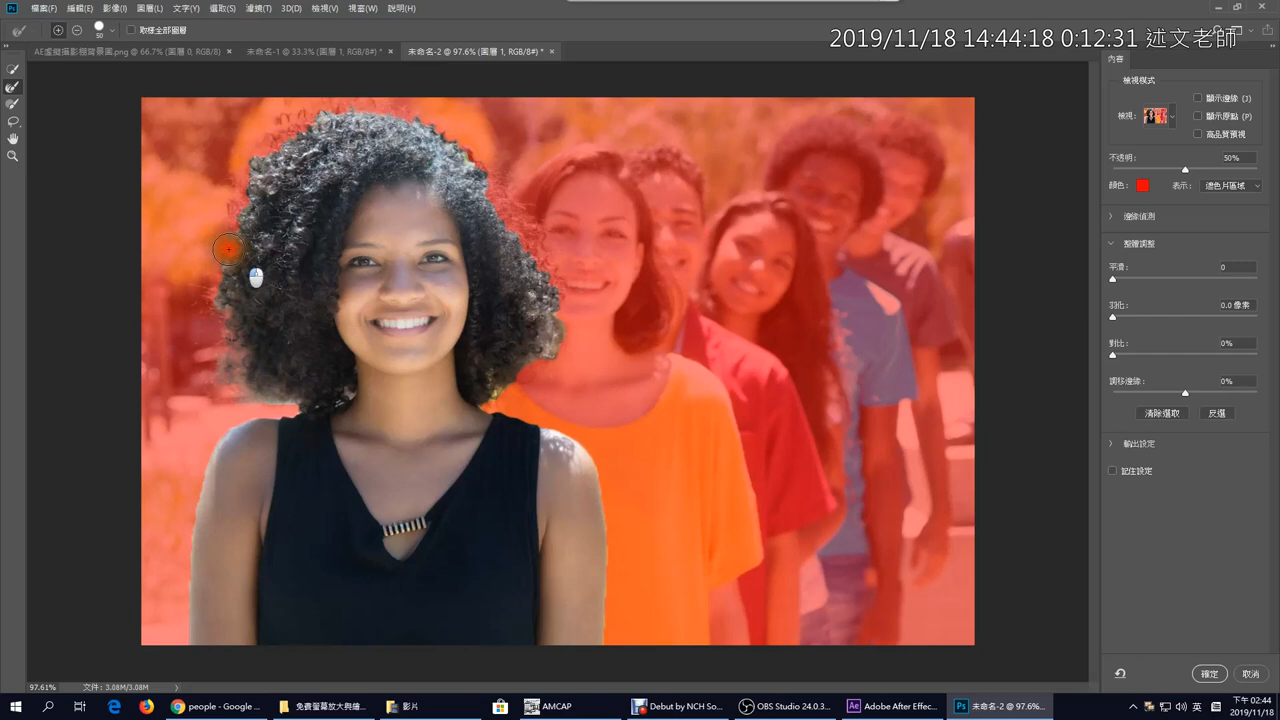 檔案(F) 編輯(E) 影像(I) 圖層(L) 文字(Y) 選取(S) 濾鏡(T) 3D(D) 檢視(V) 視窗(W) 說明(H)
50 取樣全部圖層
AE虛擬攝影棚背景圖.png @ 66.7% (圖層 0, RGB/8) × 未命名-1 @ 33.3% (圖層 1, RGB/8#) * × 未命名-2 @ 97.6% (圖層 1, RGB/8#) * ×
2019/11/18 14:44:18 0:12:31 述文老師
內容
檢視模式
檢視:
顯示邊緣 (J)
顯示原點 (P)
高品質預視
不透明: 50%
顏色: 表示: 遮色片區域
邊緣偵測
整體調整
平滑: 0
羽化: 0.0 像素
對比: 0%
調移邊緣: 0%
清除選取 反選
輸出設定
記住設定
確定 取消
97.61% 文件: 3.08M/3.08M
people - Google ... 免費螢幕放大與繪... 影片 AMCAP Debut by NCH So... OBS Studio 24.0.3... Adobe After Effec... 未命名-2 @ 97.6%...
英
下午 02:44
2019/11/18